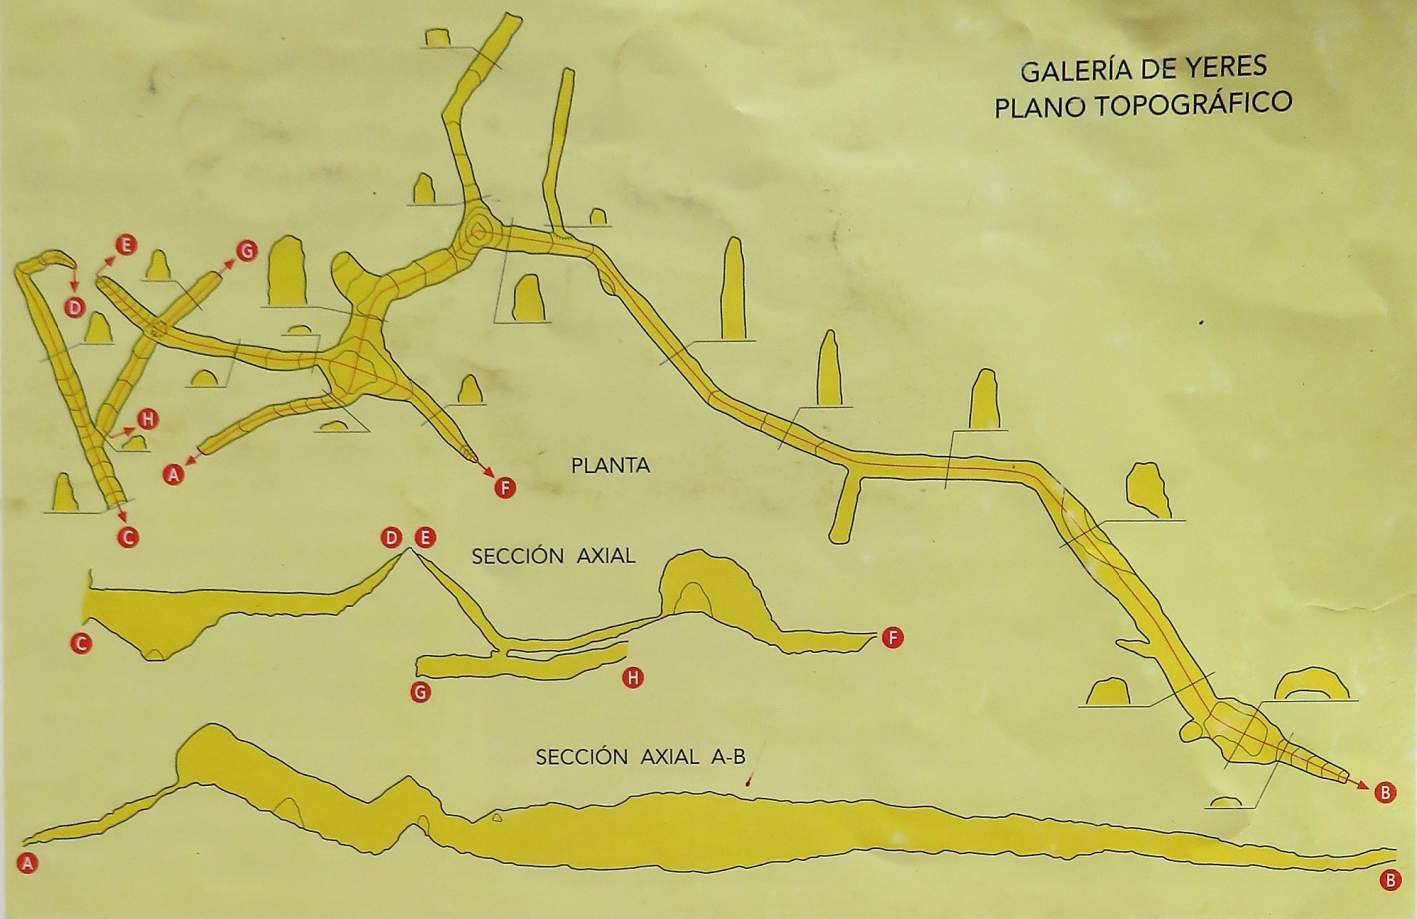 GALERÍA DE YERES
PLANO TOPOGRÁFICO
E
G
D
H
A
C
F
PLANTA
D E
SECCIÓN AXIAL
C
F
G
H
SECCIÓN AXIAL A-B
B
A
B